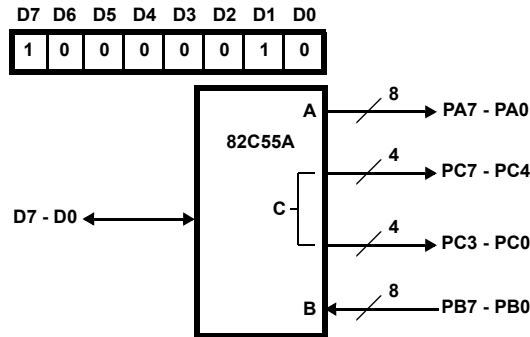 D7 D6 D5 D4 D3 D2 D1 D0
1 0 0 0 0 0 1 0
A 8 PA7 - PA0
82C55A
4 PC7 - PC4
C
D7 - D0
4 PC3 - PC0
B 8 PB7 - PB0